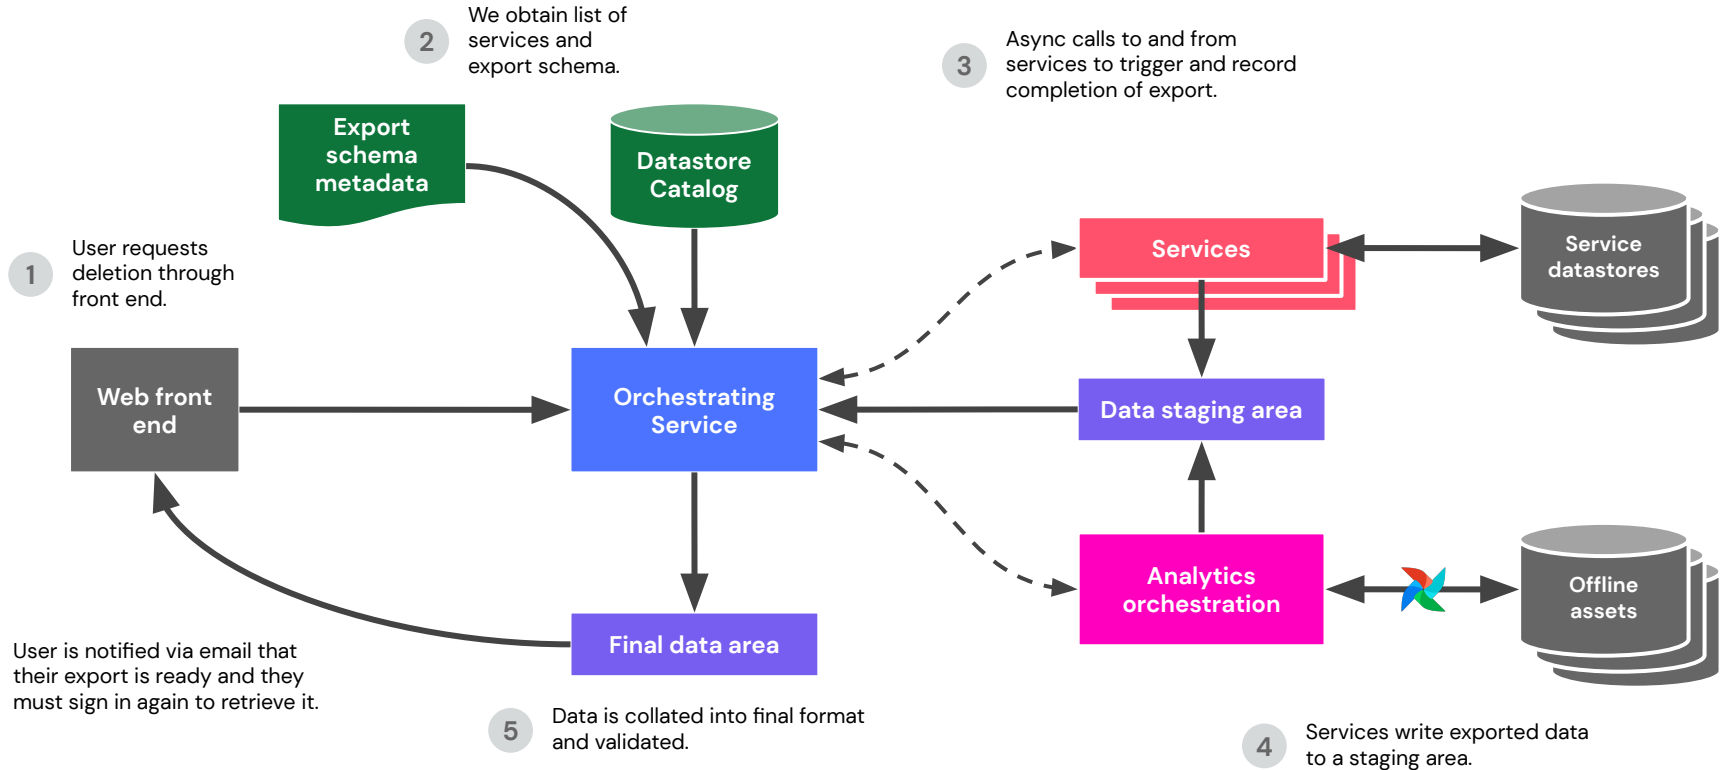 2
We obtain list of
services and
export schema.
3
Async calls to and from
services to trigger and record
completion of export.
Export
schema
metadata
Datastore
Catalog
1
User requests
deletion through
front end.
Services
Service
datastores
Web front
end
Orchestrating
Service
Data staging area
Analytics
orchestration
Offline
assets
Final data area
User is notified via email that
their export is ready and they
must sign in again to retrieve it.
5
Data is collated into final format
and validated.
4
Services write exported data
to a staging area.